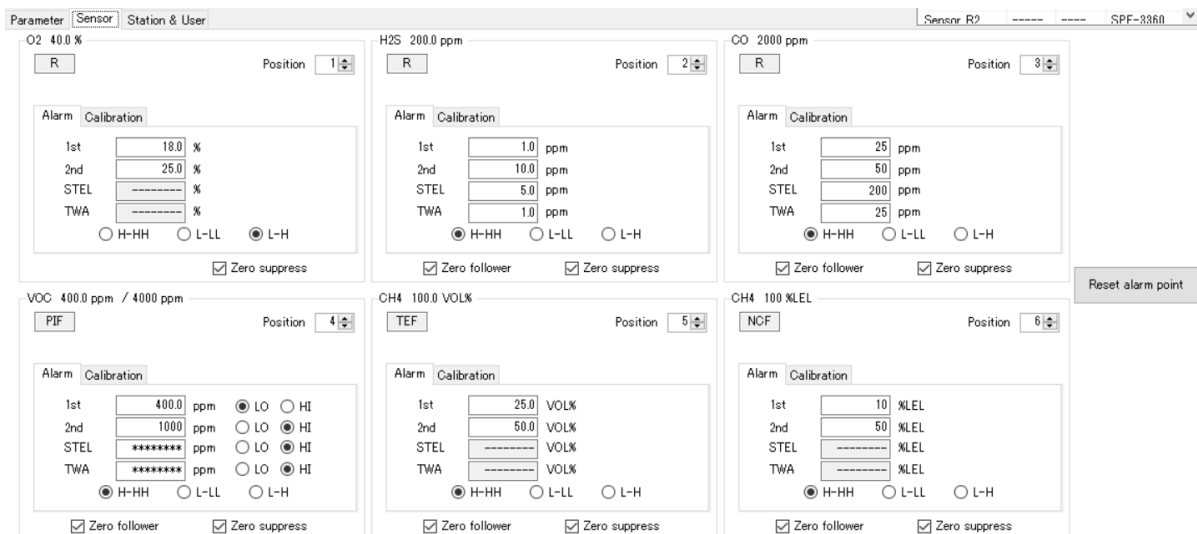 Parameter Sensor Station & User
Sensor R2 ----- ---- SPF-3360
O2 40.0 %
R Position 1
Alarm Calibration
1st 18.0 %
2nd 25.0 %
STEL -------- %
TWA -------- %
H-HH L-LL L-H
Zero suppress
H2S 200.0 ppm
R Position 2
Alarm Calibration
1st 1.0 ppm
2nd 10.0 ppm
STEL 5.0 ppm
TWA 1.0 ppm
H-HH L-LL L-H
Zero follower Zero suppress
CO 2000 ppm
R Position 3
Alarm Calibration
1st 25 ppm
2nd 50 ppm
STEL 200 ppm
TWA 25 ppm
H-HH L-LL L-H
Zero follower Zero suppress
Reset alarm point
VOC 400.0 ppm / 4000 ppm
PIF Position 4
Alarm Calibration
1st 400.0 ppm LO HI
2nd 1000 ppm LO HI
STEL ******** ppm LO HI
TWA ******** ppm LO HI
H-HH L-LL L-H
Zero follower Zero suppress
CH4 100.0 VOL%
TEF Position 5
Alarm Calibration
1st 25.0 VOL%
2nd 50.0 VOL%
STEL -------- VOL%
TWA -------- VOL%
H-HH L-LL L-H
Zero follower Zero suppress
CH4 100 %LEL
NCF Position 6
Alarm Calibration
1st 10 %LEL
2nd 50 %LEL
STEL -------- %LEL
TWA -------- %LEL
H-HH L-LL L-H
Zero follower Zero suppress